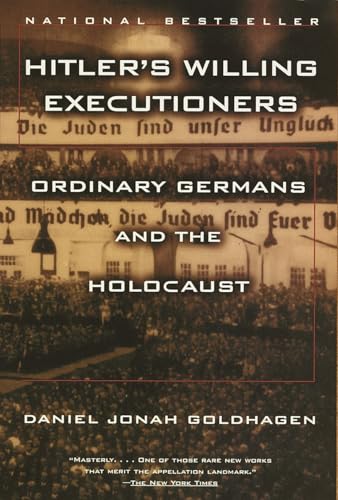 NATIONAL BESTSELLER
HITLER'S WILLING
EXECUTIONERS
Die Juden sind unser Unglück
ORDINARY GERMANS
Mädchen, die Juden sind Euer
AND THE
HOLOCAUST
DANIEL JONAH GOLDHAGEN
"MASTERLY. . . . ONE OF THOSE RARE NEW WORKS
THAT MERIT THE APPELLATION LANDMARK."
—THE NEW YORK TIMES